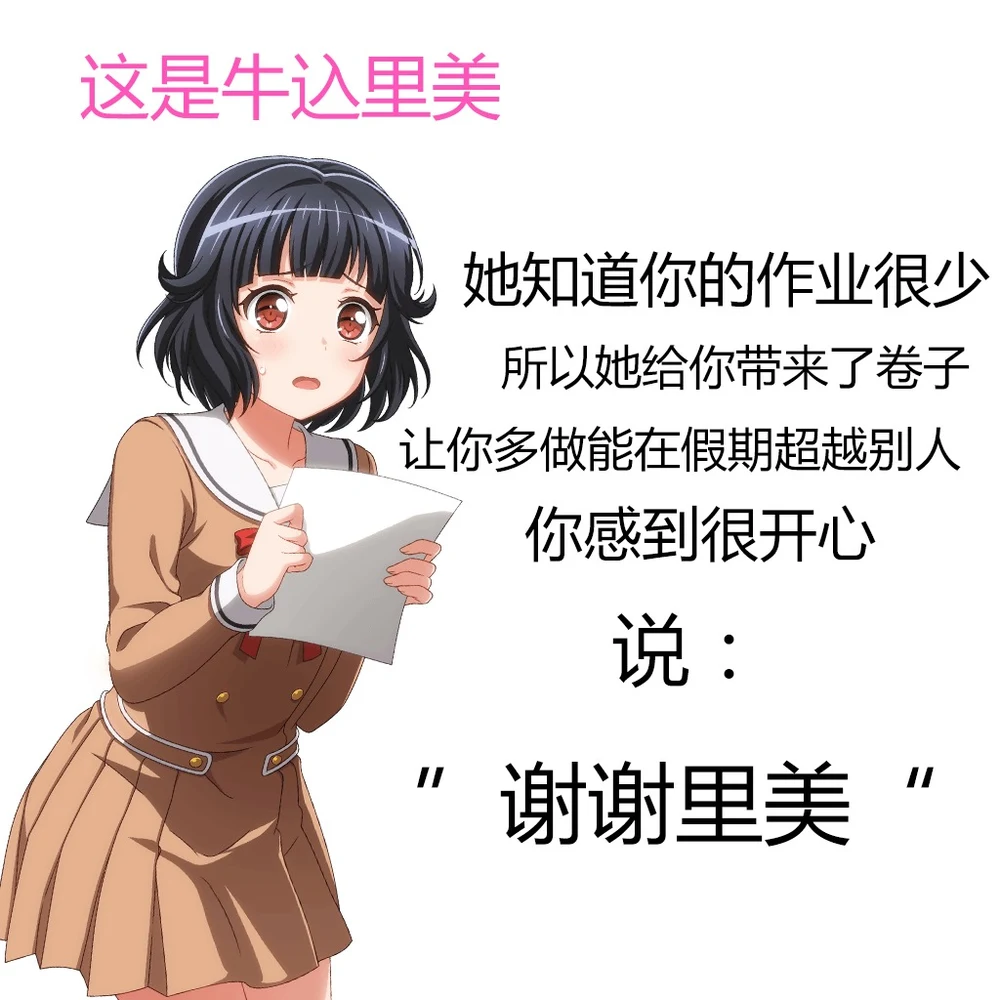 这是牛込里美
她知道你的作业很少
所以她给你带来了卷子
让你多做能在假期超越别人
你感到很开心
说：
”谢谢里美“